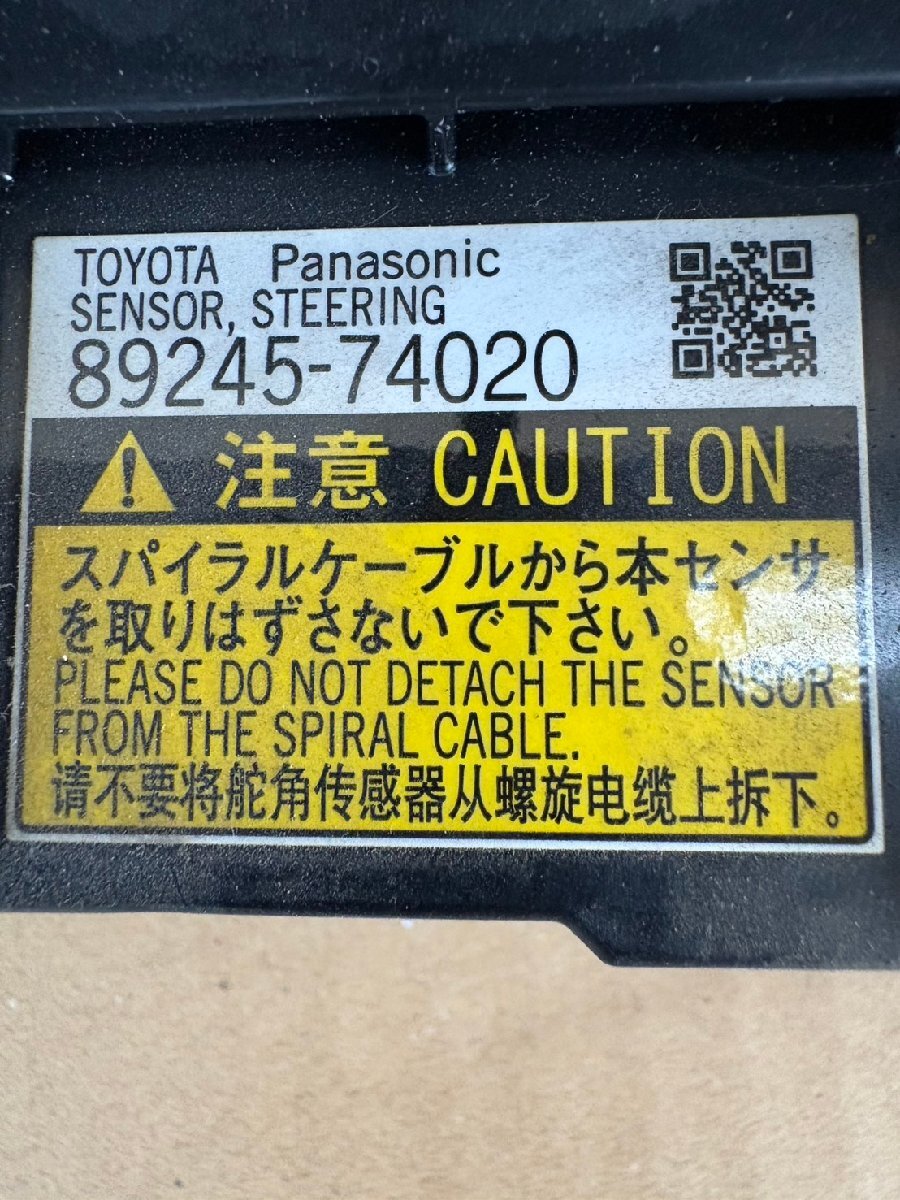 TOYOTA Panasonic
SENSOR, STEERING
89245-74020
注意 CAUTION
スパイラルケーブルから本センサ
を取りはずさないで下さい。
PLEASE DO NOT DETACH THE SENSOR
FROM THE SPIRAL CABLE.
请不要将舵角传感器从螺旋电缆上拆下。